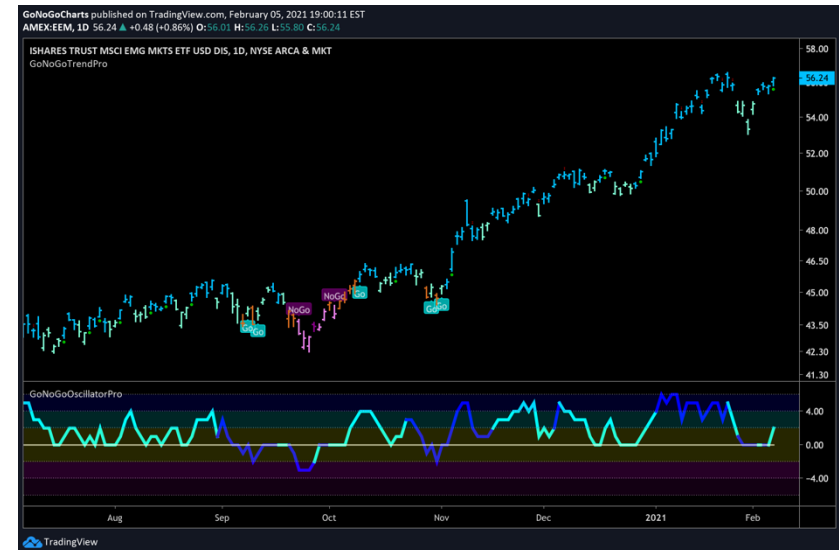 GoNoGoCharts published on TradingView.com, February 05, 2021 19:00:11 EST
AMEX:EEM, 1D 56.24 ▲ +0.48 (+0.86%) O:56.01 H:56.26 L:55.80 C:56.24
ISHARES TRUST MSCI EMG MKTS ETF USD DIS, 1D, NYSE ARCA & MKT
GoNoGoTrendPro
58.00
56.24
54.00
52.00
50.00
48.00
46.50
45.00
43.50
42.30
41.30
NoGo
NoGo
Go
Go
Go
Go
Go
GoNoGoOscillatorPro
4.00
0.00
−4.00
Aug Sep Oct Nov Dec 2021 Feb
TradingView